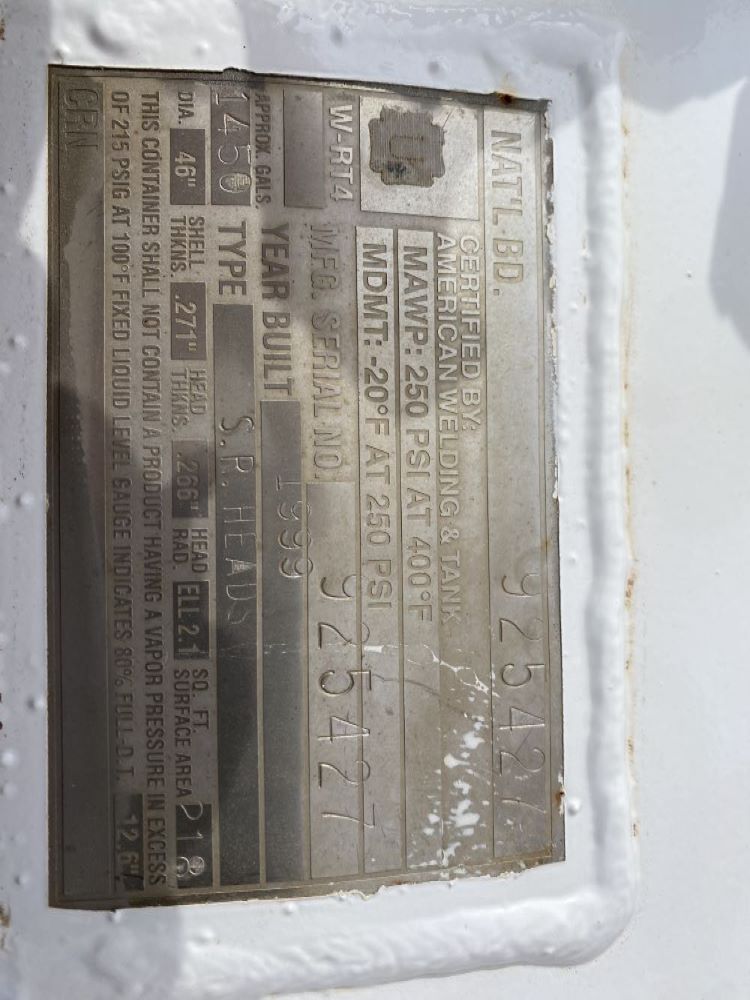 NAT'L BD. 925427
U
W-RT4
CERTIFIED BY:
AMERICAN WELDING & TANK
MAWP: 250 PSI AT 400°F
MDMT: -20°F AT 250 PSI
MFG. SERIAL NO. 925427
APPROX. GALS. 1450
YEAR BUILT 1999
TYPE S.R. HEADS
DIA. 46" SHELL THKNS. .271" HEAD THKNS. .266" HEAD RAD. ELL 2:1 SQ. FT. SURFACE AREA 218
THIS CONTAINER SHALL NOT CONTAIN A PRODUCT HAVING A VAPOR PRESSURE IN EXCESS
OF 215 PSIG AT 100°F FIXED LIQUID LEVEL GAUGE INDICATES 80% FULL-D.T.
CRN